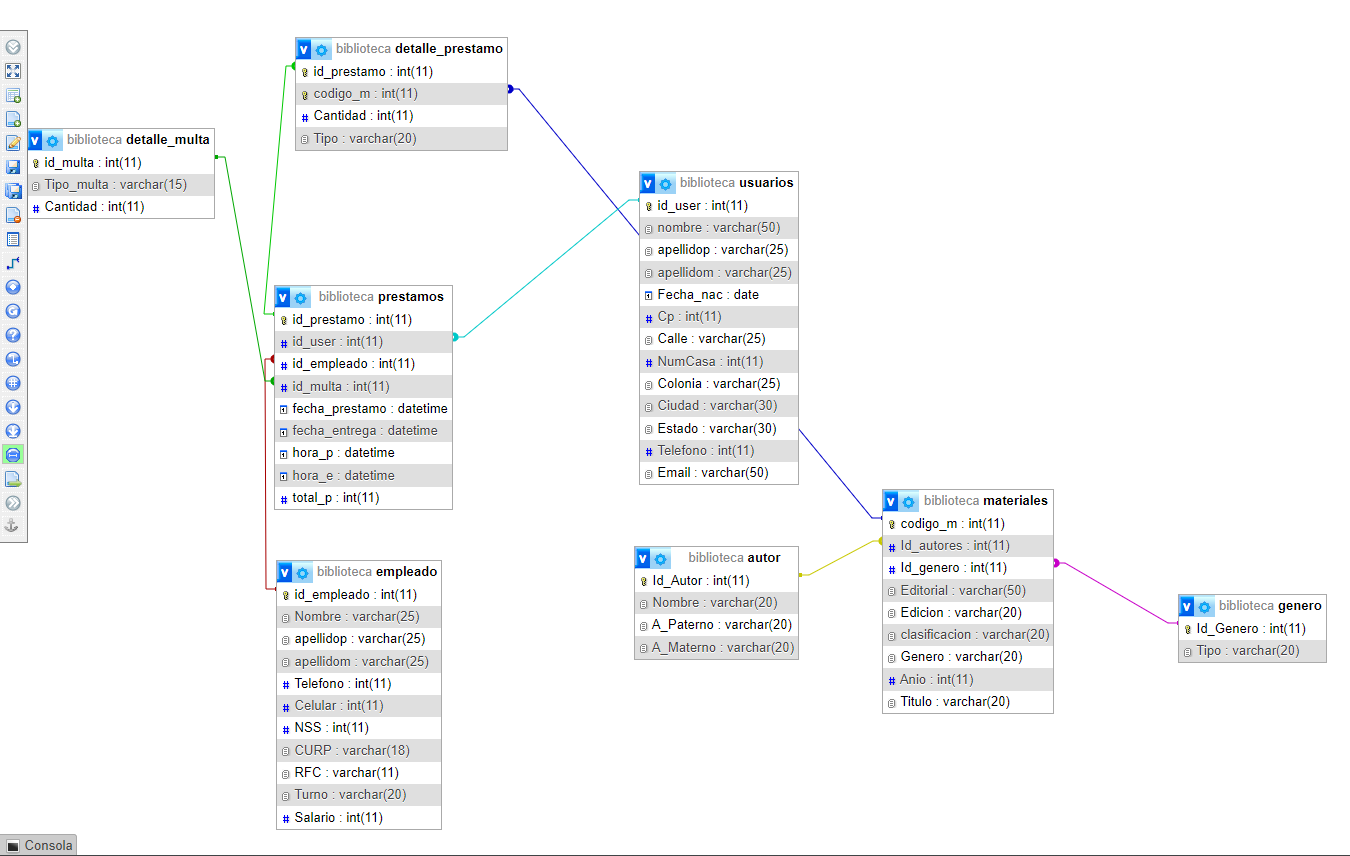 biblioteca detalle_prestamo
id_prestamo : int(11)
codigo_m : int(11)
Cantidad : int(11)
Tipo : varchar(20)
v biblioteca detalle_multa
id_multa : int(11)
Tipo_multa : varchar(15)
# Cantidad : int(11)
v biblioteca usuarios
id_user : int(11)
nombre : varchar(50)
apellidop : varchar(25)
apellidom : varchar(25)
Fecha_nac : date
# Cp : int(11)
Calle : varchar(25)
# NumCasa : int(11)
Colonia : varchar(25)
Ciudad : varchar(30)
Estado : varchar(30)
# Telefono : int(11)
Email : varchar(50)
v biblioteca prestamos
id_prestamo : int(11)
# id_user : int(11)
# id_empleado : int(11)
# id_multa : int(11)
fecha_prestamo : datetime
fecha_entrega : datetime
hora_p : datetime
hora_e : datetime
# total_p : int(11)
v biblioteca empleado
id_empleado : int(11)
Nombre : varchar(25)
apellidop : varchar(25)
apellidom : varchar(25)
# Telefono : int(11)
# Celular : int(11)
# NSS : int(11)
CURP : varchar(18)
RFC : varchar(11)
Turno : varchar(20)
# Salario : int(11)
v biblioteca autor
Id_Autor : int(11)
Nombre : varchar(20)
A_Paterno : varchar(20)
A_Materno : varchar(20)
v biblioteca materiales
codigo_m : int(11)
# Id_autores : int(11)
# Id_genero : int(11)
Editorial : varchar(50)
Edicion : varchar(20)
clasificacion : varchar(20)
Genero : varchar(20)
# Anio : int(11)
Titulo : varchar(20)
v biblioteca genero
Id_Genero : int(11)
Tipo : varchar(20)
Consola